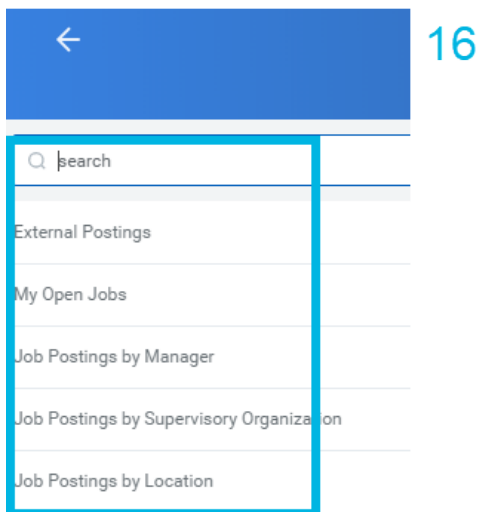 16
search
External Postings
My Open Jobs
Job Postings by Manager
Job Postings by Supervisory Organization
Job Postings by Location